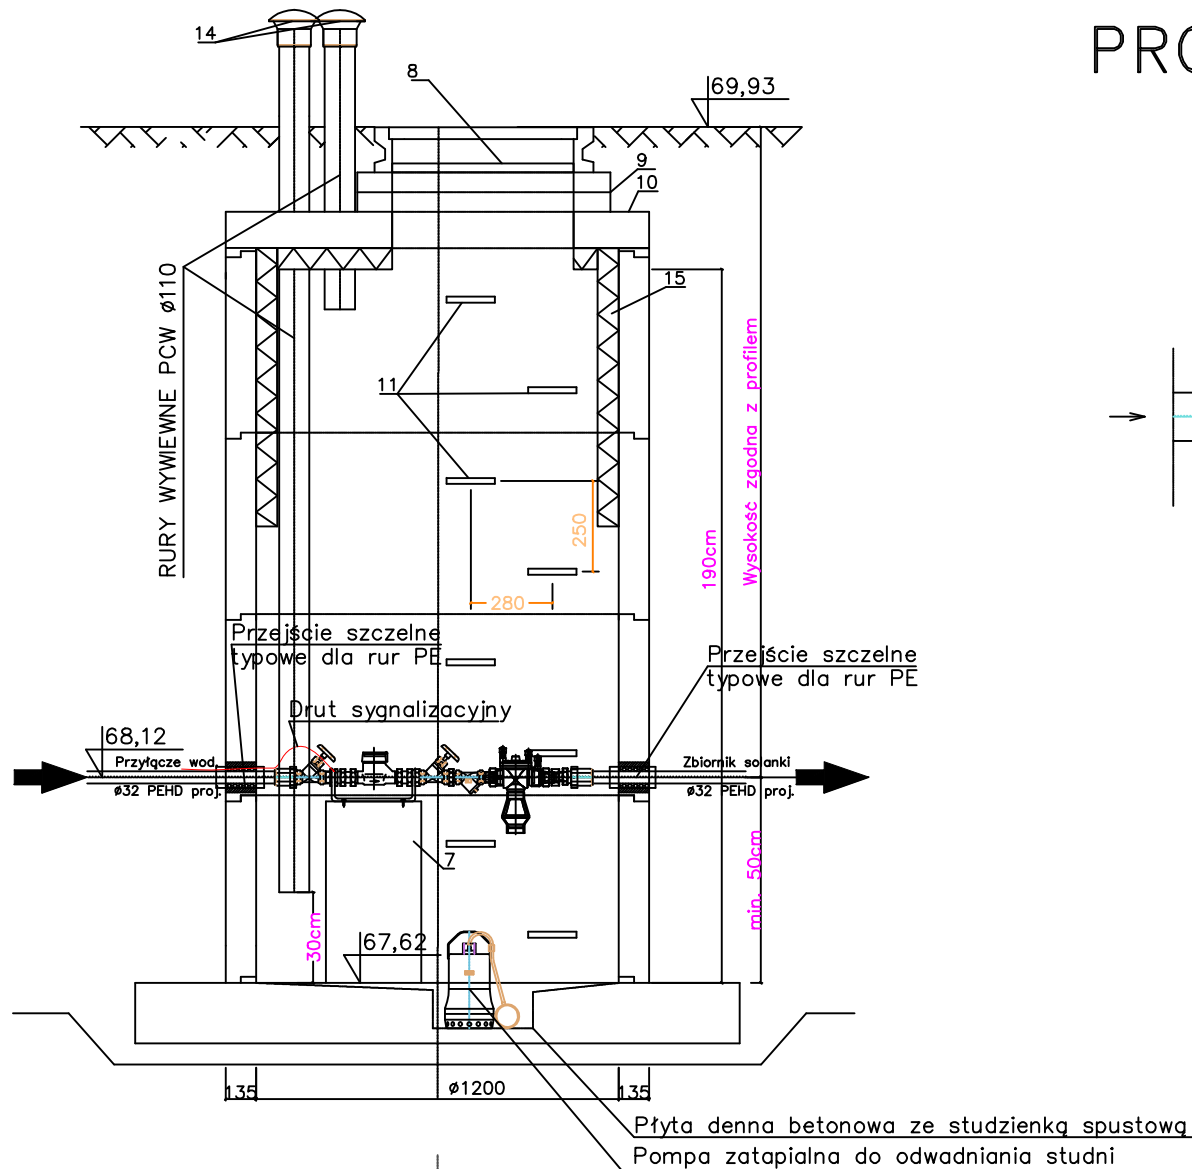 14
PRO
8
69,93
9
10
15
RURY WYWIEWNE PCW ø110
11
Wysokość zgodna z profilem
190cm
250
280
Przejście szczelne
typowe dla rur PE
Przejście szczelne
typowe dla rur PE
Drut sygnalizacyjny
68,12
Przyłącze wod.
Zbiornik solanki
ø32 PEHD proj.
ø32 PEHD proj.
7
min. 50cm
30cm
67,62
135
ø1200
135
Płyta denna betonowa ze studzienką spustową
Pompa zatapialna do odwadniania studni